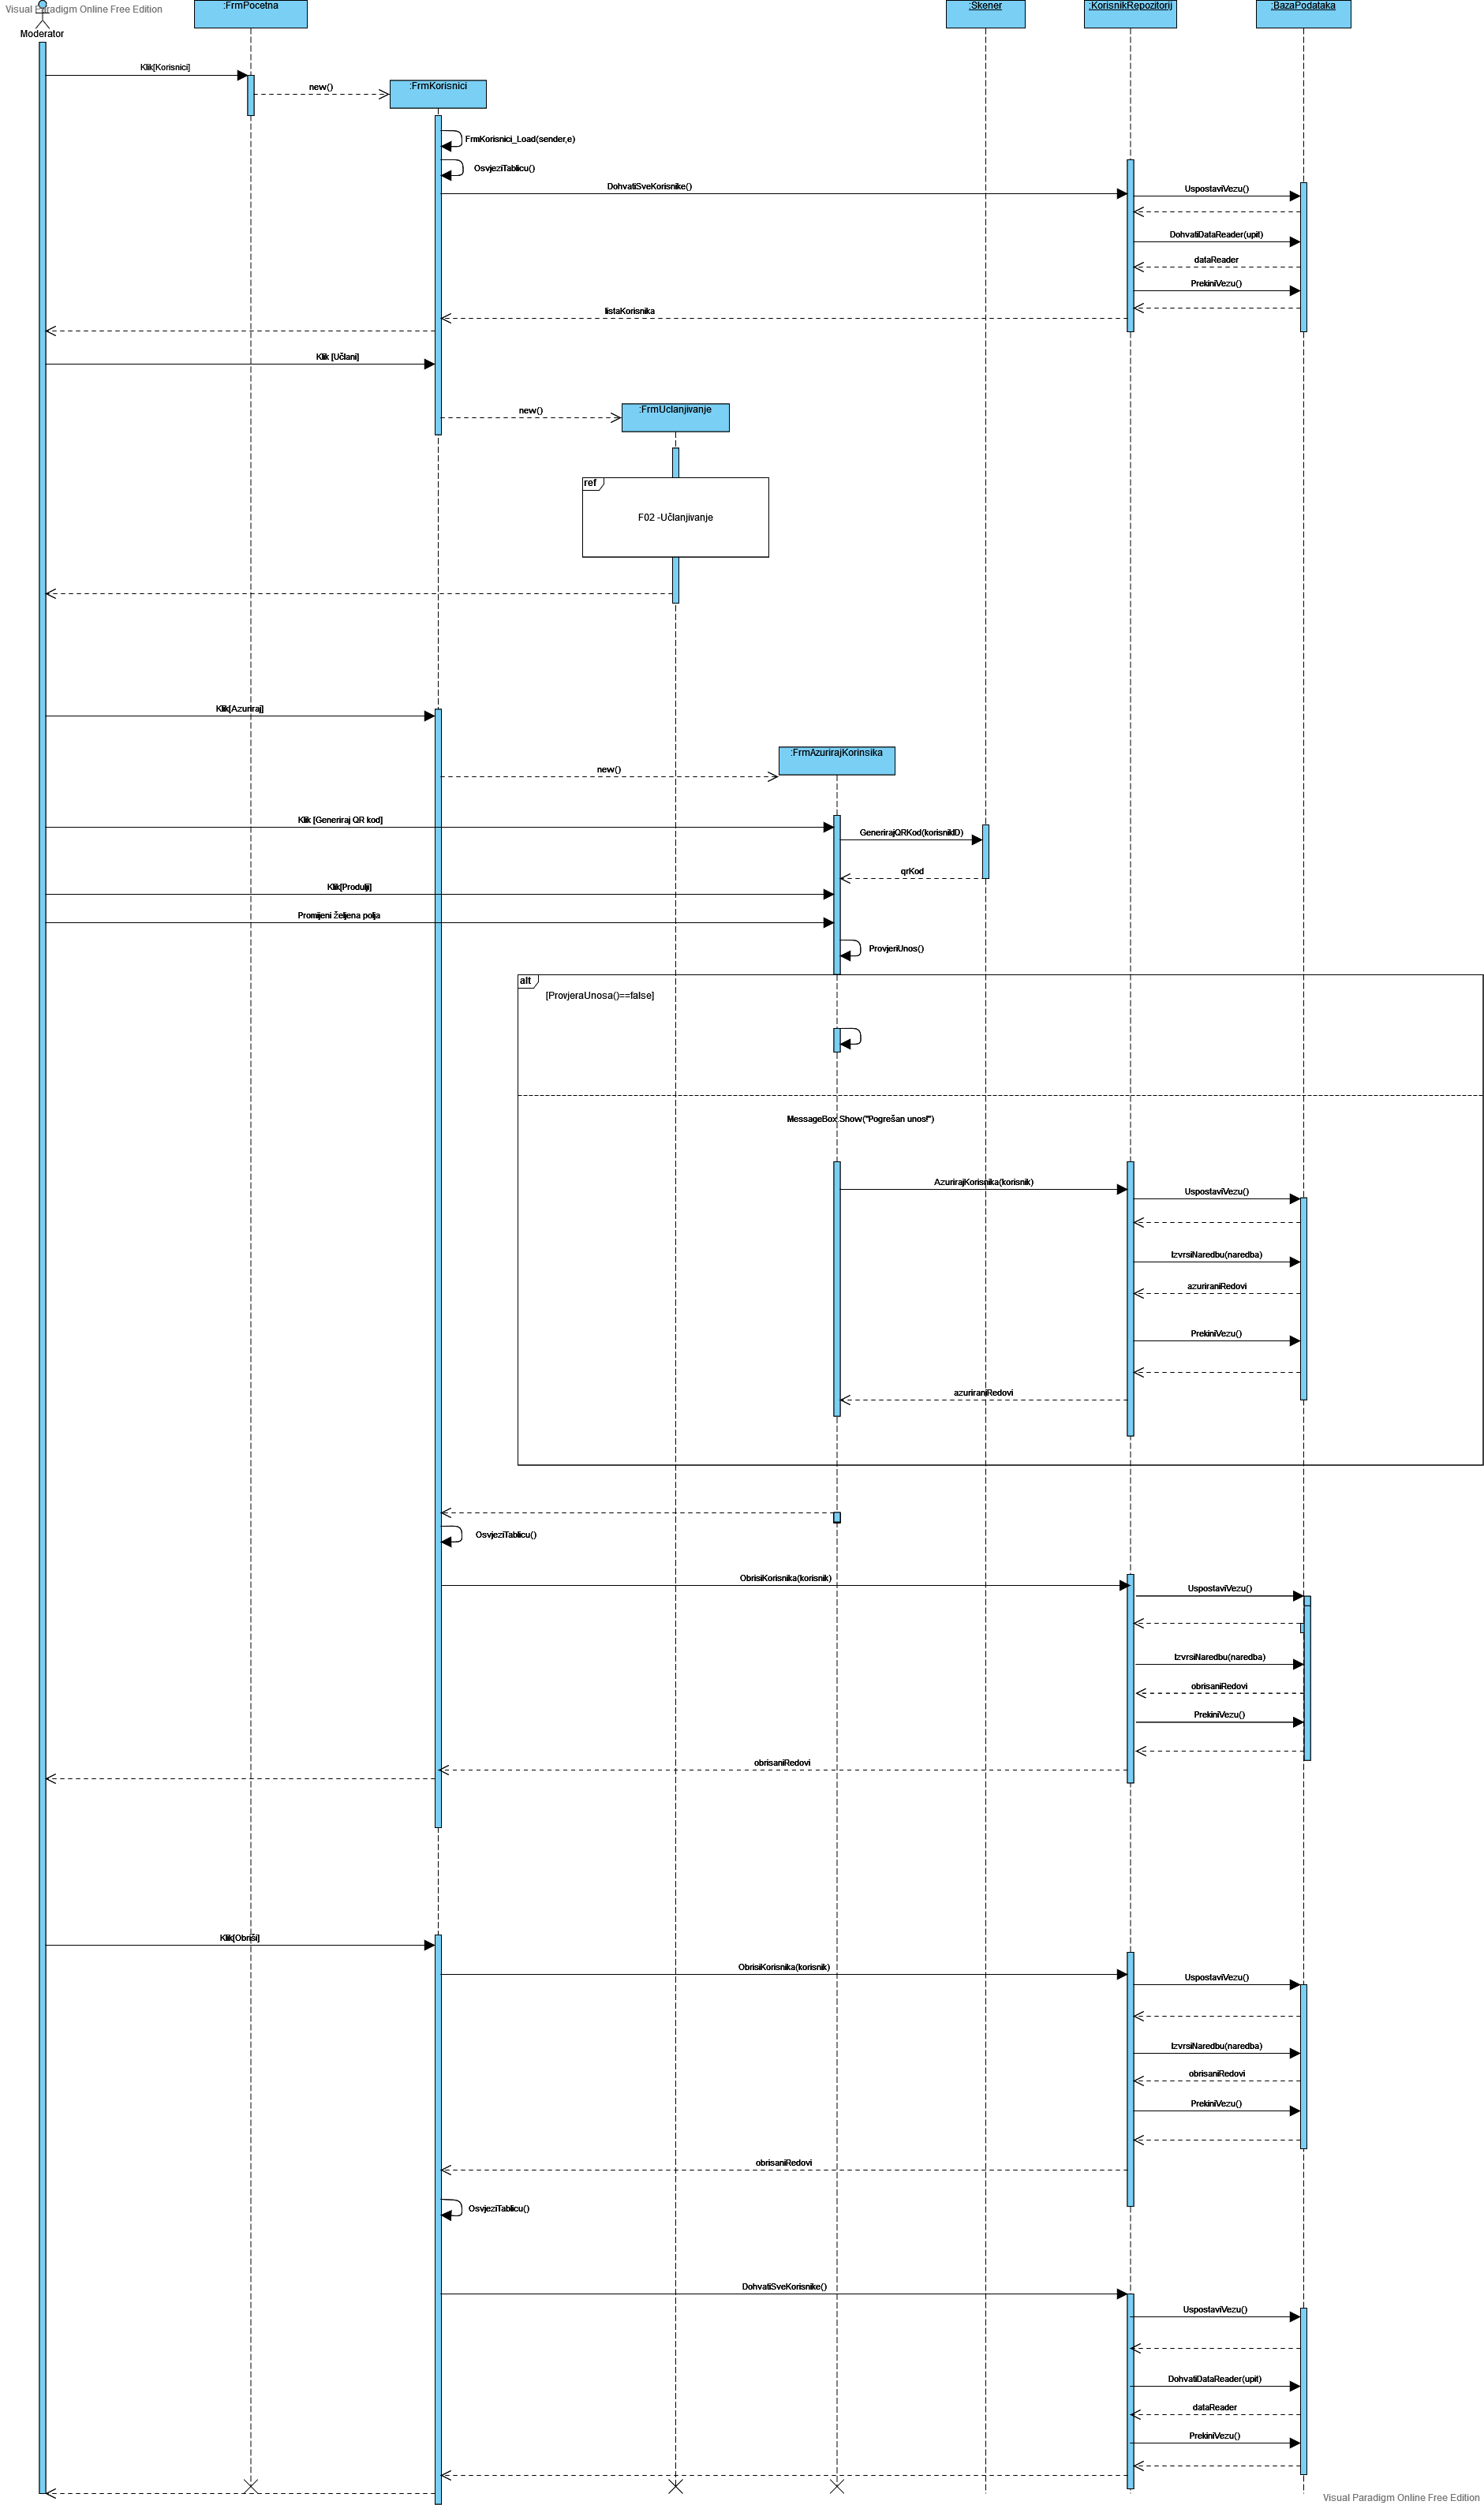 Visual Paradigm Online Free Edition
:FrmPocetna
:Skener
:KorisnikRepozitorij
:BazaPodataka
Moderator
Klik[Korisnici]
new()
:FrmKorisnici
FrmKorisnici_Load(sender,e)
OsvjeziTablicu()
DohvatiSveKorisnike()
UspostaviVezu()
DohvatiDataReader(upit)
dataReader
PrekiniVezu()
listaKorisnika
Klik [Učlani]
new()
:FrmUclanjivanje
ref
F02 -Učlanjivanje
Klik[Azuriraj]
:FrmAzurirajKorinsika
new()
Klik [Generiraj QR kod]
GenerirajQRKod(korisnikID)
qrKod
Klik[Produlji]
Promijeni željena polja
ProvjeriUnos()
alt
[ProvjeraUnosa()==false]
MessageBox.Show("Pogrešan unos!")
AzurirajKorisnika(korisnik)
UspostaviVezu()
IzvrsiNaredbu(naredba)
azuriraniRedovi
PrekiniVezu()
azuriraniRedovi
OsvjeziTablicu()
ObrisiKorisnika(korisnik)
UspostaviVezu()
IzvrsiNaredbu(naredba)
obrisaniRedovi
PrekiniVezu()
obrisaniRedovi
Klik[Obriši]
ObrisiKorisnika(korisnik)
UspostaviVezu()
IzvrsiNaredbu(naredba)
obrisaniRedovi
PrekiniVezu()
obrisaniRedovi
OsvjeziTablicu()
DohvatiSveKorisnike()
UspostaviVezu()
DohvatiDataReader(upit)
dataReader
PrekiniVezu()
Visual Paradigm Online Free Edition